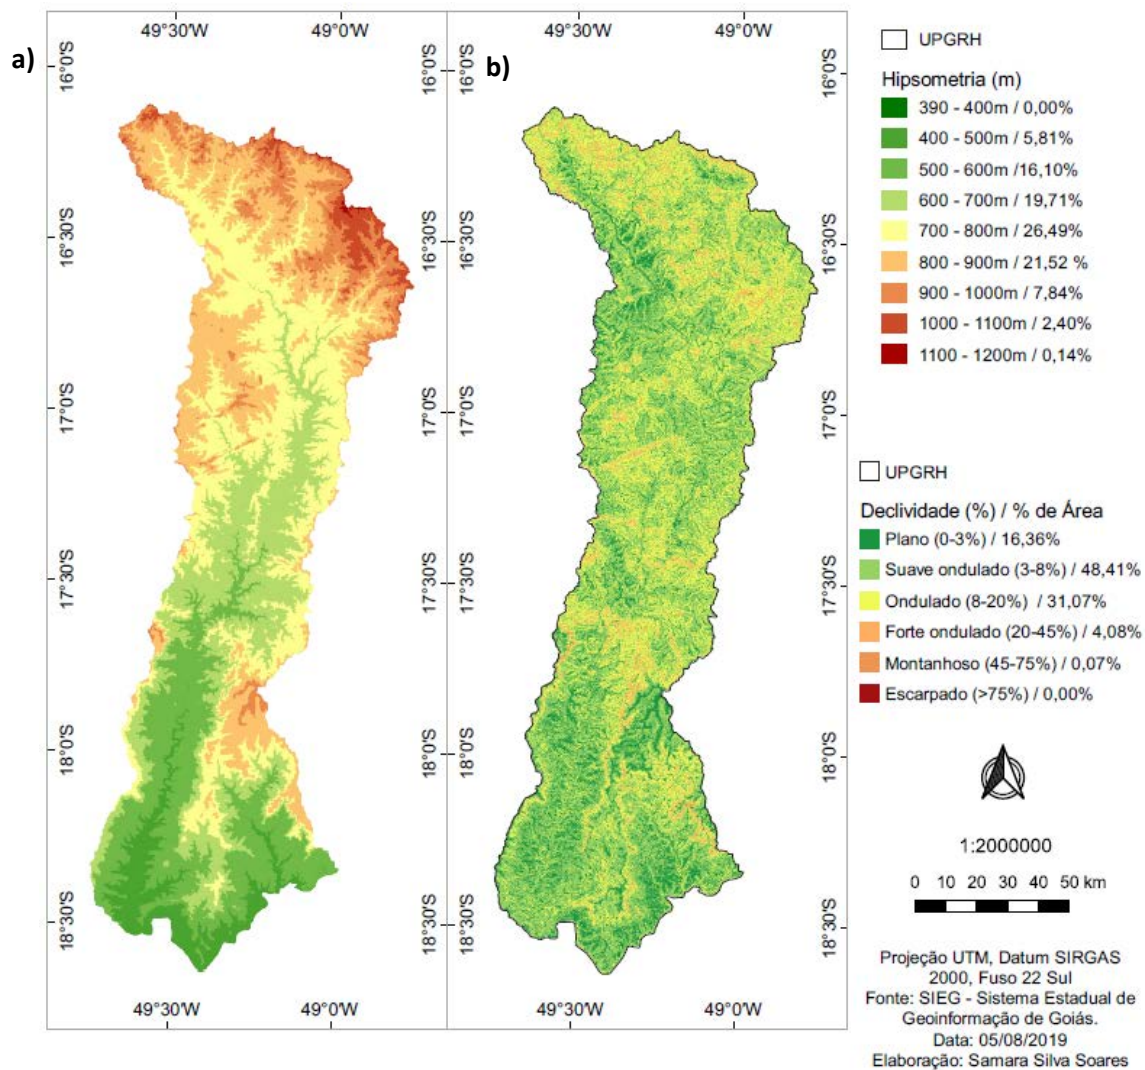 49°30'W 49°0'W 49°30'W 49°0'W
a)
b)
16°0'S 16°0'S 16°0'S
16°30'S 16°30'S 16°30'S
17°0'S 17°0'S 17°0'S
17°30'S 17°30'S 17°30'S
18°0'S 18°0'S 18°0'S
18°30'S 18°30'S 18°30'S
49°30'W 49°0'W 49°30'W 49°0'W
UPGRH
Hipsometria (m)
390 - 400m / 0,00%
400 - 500m / 5,81%
500 - 600m /16,10%
600 - 700m / 19,71%
700 - 800m / 26,49%
800 - 900m / 21,52 %
900 - 1000m / 7,84%
1000 - 1100m / 2,40%
1100 - 1200m / 0,14%
UPGRH
Declividade (%) / % de Área
Plano (0-3%) / 16,36%
Suave ondulado (3-8%) / 48,41%
Ondulado (8-20%) / 31,07%
Forte ondulado (20-45%) / 4,08%
Montanhoso (45-75%) / 0,07%
Escarpado (>75%) / 0,00%
1:2000000
0 10 20 30 40 50 km
Projeção UTM, Datum SIRGAS
2000, Fuso 22 Sul
Fonte: SIEG - Sistema Estadual de
Geoinformação de Goiás.
Data: 05/08/2019
Elaboração: Samara Silva Soares